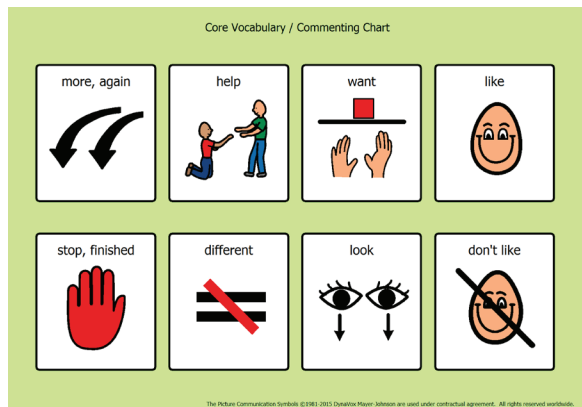 Core Vocabulary / Commenting Chart
more, again
help
want
like
stop, finished
different
look
don't like
The Picture Communication Symbols ©1981-2015 DynaVox Mayer-Johnson are used under contractual agreement. All rights reserved worldwide.